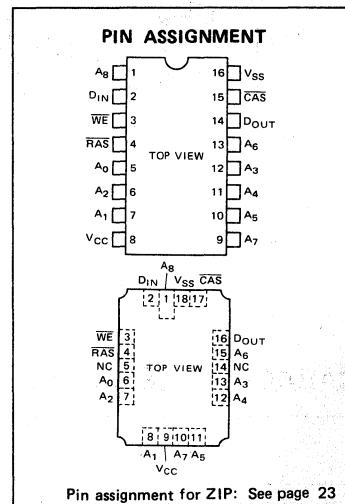 PIN ASSIGNMENT
A8 1 16 VSS
DIN 2 15 CAS
WE 3 14 DOUT
RAS 4 13 A6
TOP VIEW
A0 5 12 A3
A2 6 11 A4
A1 7 10 A5
VCC 8 9 A7
A8
DIN VSS CAS
2 1 18 17
WE 3 16 DOUT
RAS 4 15 A6
NC 5 TOP VIEW 14 NC
A0 6 13 A3
A2 7 12 A4
8 9 10 11
A1 A7 A5
VCC
Pin assignment for ZIP: See page 23